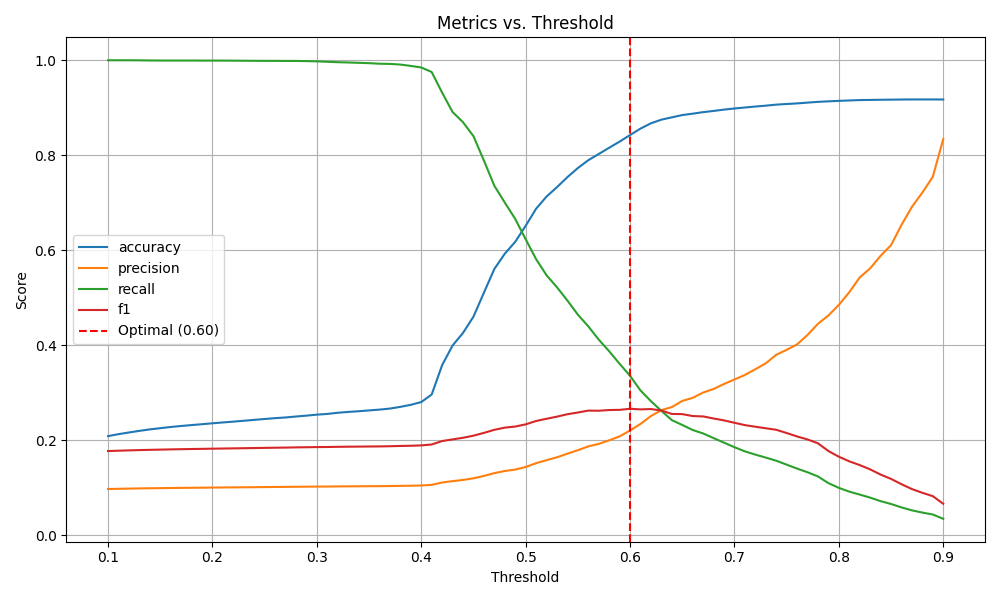 Metrics vs. Threshold
1.0
0.8
0.6
0.4
0.2
0.0
Score
accuracy
precision
recall
f1
Optimal (0.60)
0.1 0.2 0.3 0.4 0.5 0.6 0.7 0.8 0.9
Threshold